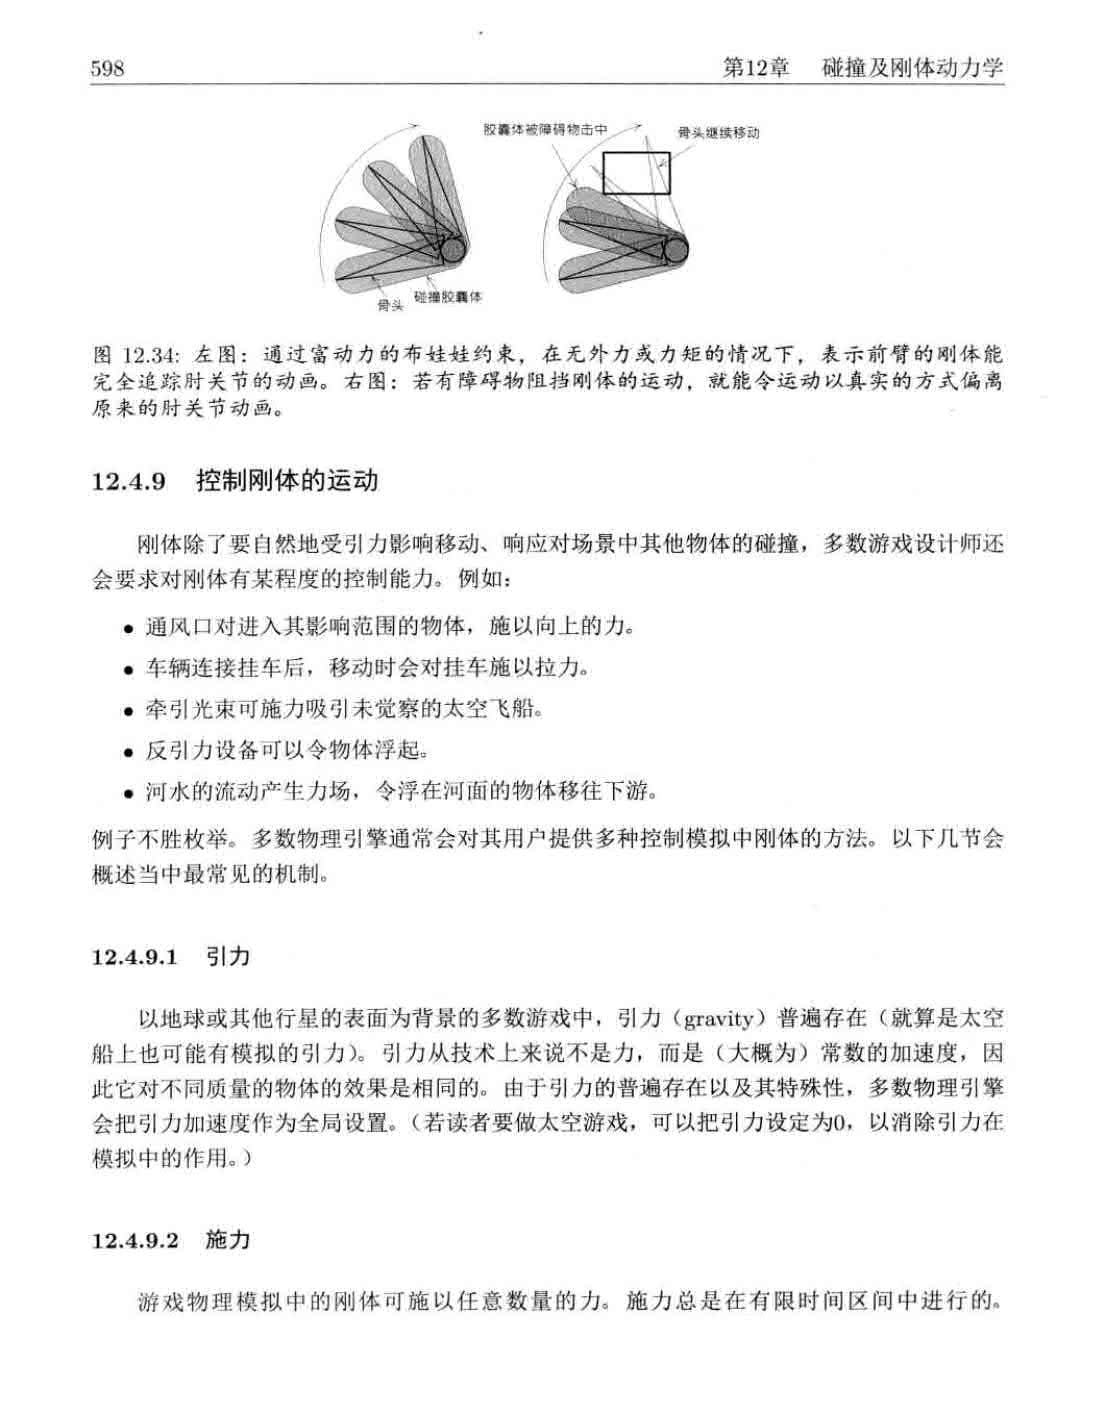 598
第12章 碰撞及刚体动力学
胶囊体被障碍物击中
骨头继续移动
碰撞胶囊体
骨头
图 12.34: 左图：通过富动力的布娃娃约束，在无外力或力矩的情况下，表示前臂的刚体能
完全追踪肘关节的动画。右图：若有障碍物阻挡刚体的运动，就能令运动以真实的方式偏离
原来的肘关节动画。
12.4.9 控制刚体的运动
刚体除了要自然地受引力影响移动、响应对场景中其他物体的碰撞，多数游戏设计师还
会要求对刚体有某程度的控制能力。例如：
• 通风口对进入其影响范围的物体，施以向上的力。
• 车辆连接挂车后，移动时会对挂车施以拉力。
• 牵引光束可施力吸引未觉察的太空飞船。
• 反引力设备可以令物体浮起。
• 河水的流动产生力场，令浮在河面的物体移往下游。
例子不胜枚举。多数物理引擎通常会对其用户提供多种控制模拟中刚体的方法。以下几节会
概述当中最常见的机制。
12.4.9.1 引力
以地球或其他行星的表面为背景的多数游戏中，引力（gravity）普遍存在（就算是太空
船上也可能有模拟的引力）。引力从技术上来说不是力，而是（大概为）常数的加速度，因
此它对不同质量的物体的效果是相同的。由于引力的普遍存在以及其特殊性，多数物理引擎
会把引力加速度作为全局设置。（若读者要做太空游戏，可以把引力设定为0，以消除引力在
模拟中的作用。）
12.4.9.2 施力
游戏物理模拟中的刚体可施以任意数量的力。施力总是在有限时间区间中进行的。